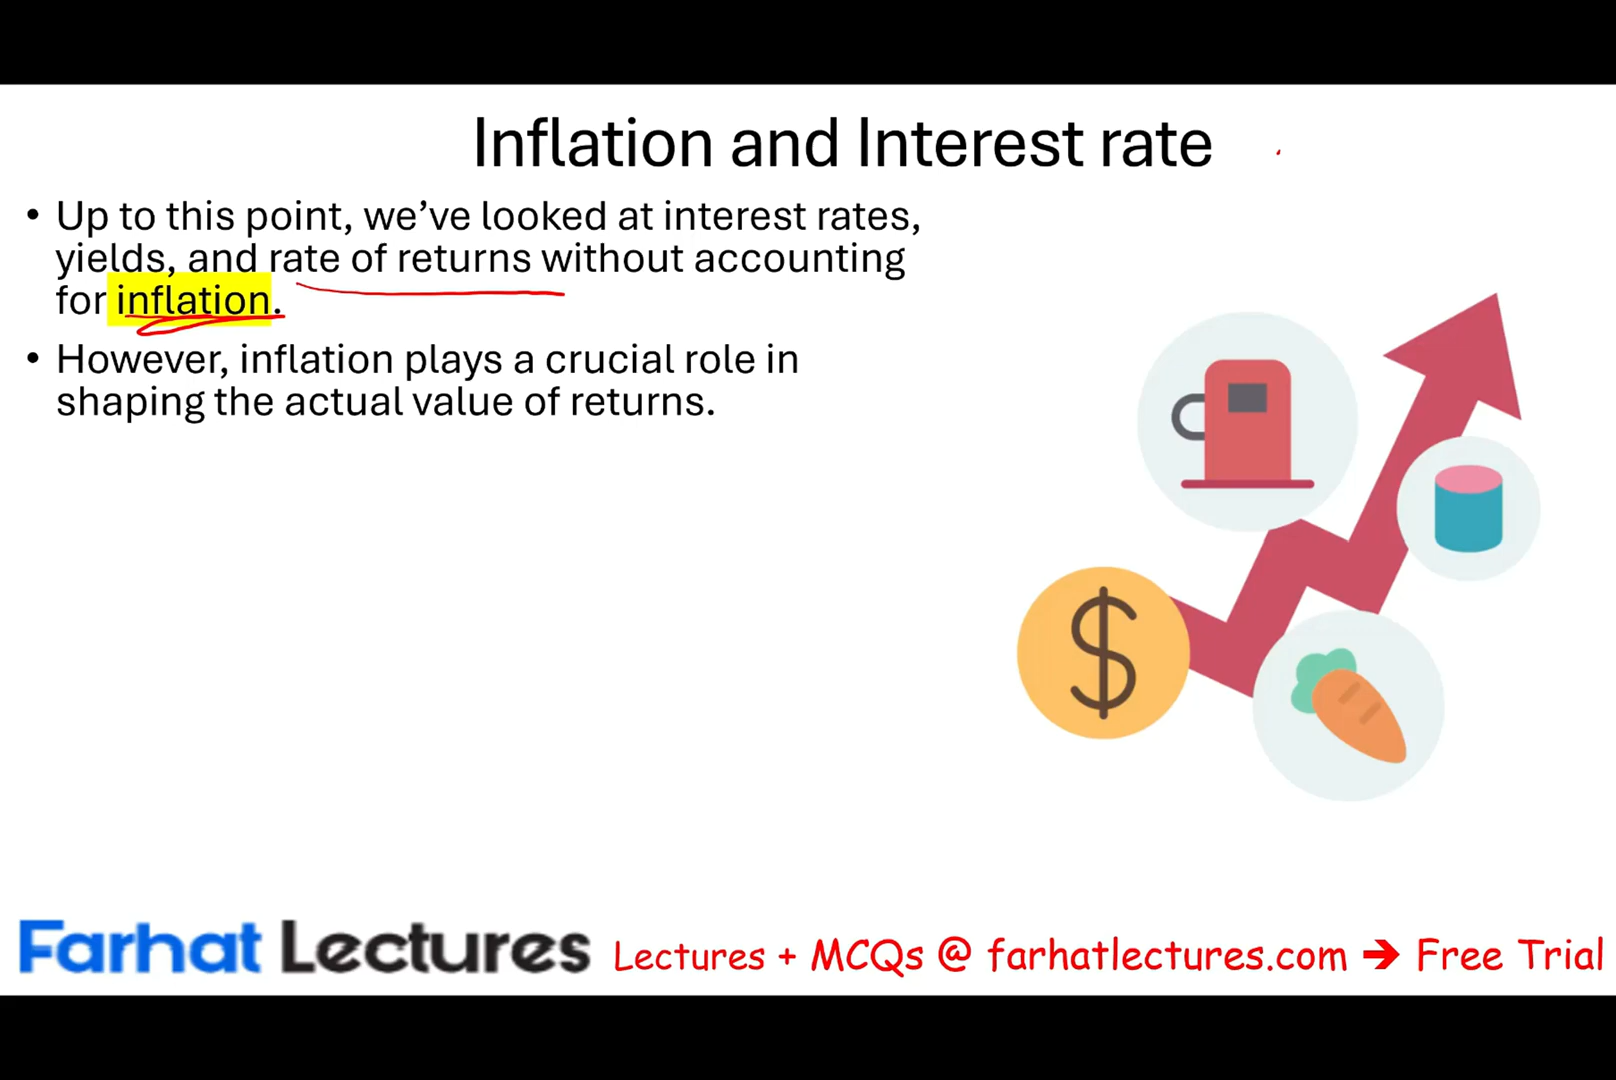 Inflation and Interest rate
• Up to this point, we’ve looked at interest rates,
yields, and rate of returns without accounting
for inflation.
• However, inflation plays a crucial role in
shaping the actual value of returns.
$
Farhat Lectures Lectures + MCQs @ farhatlectures.com → Free Trial